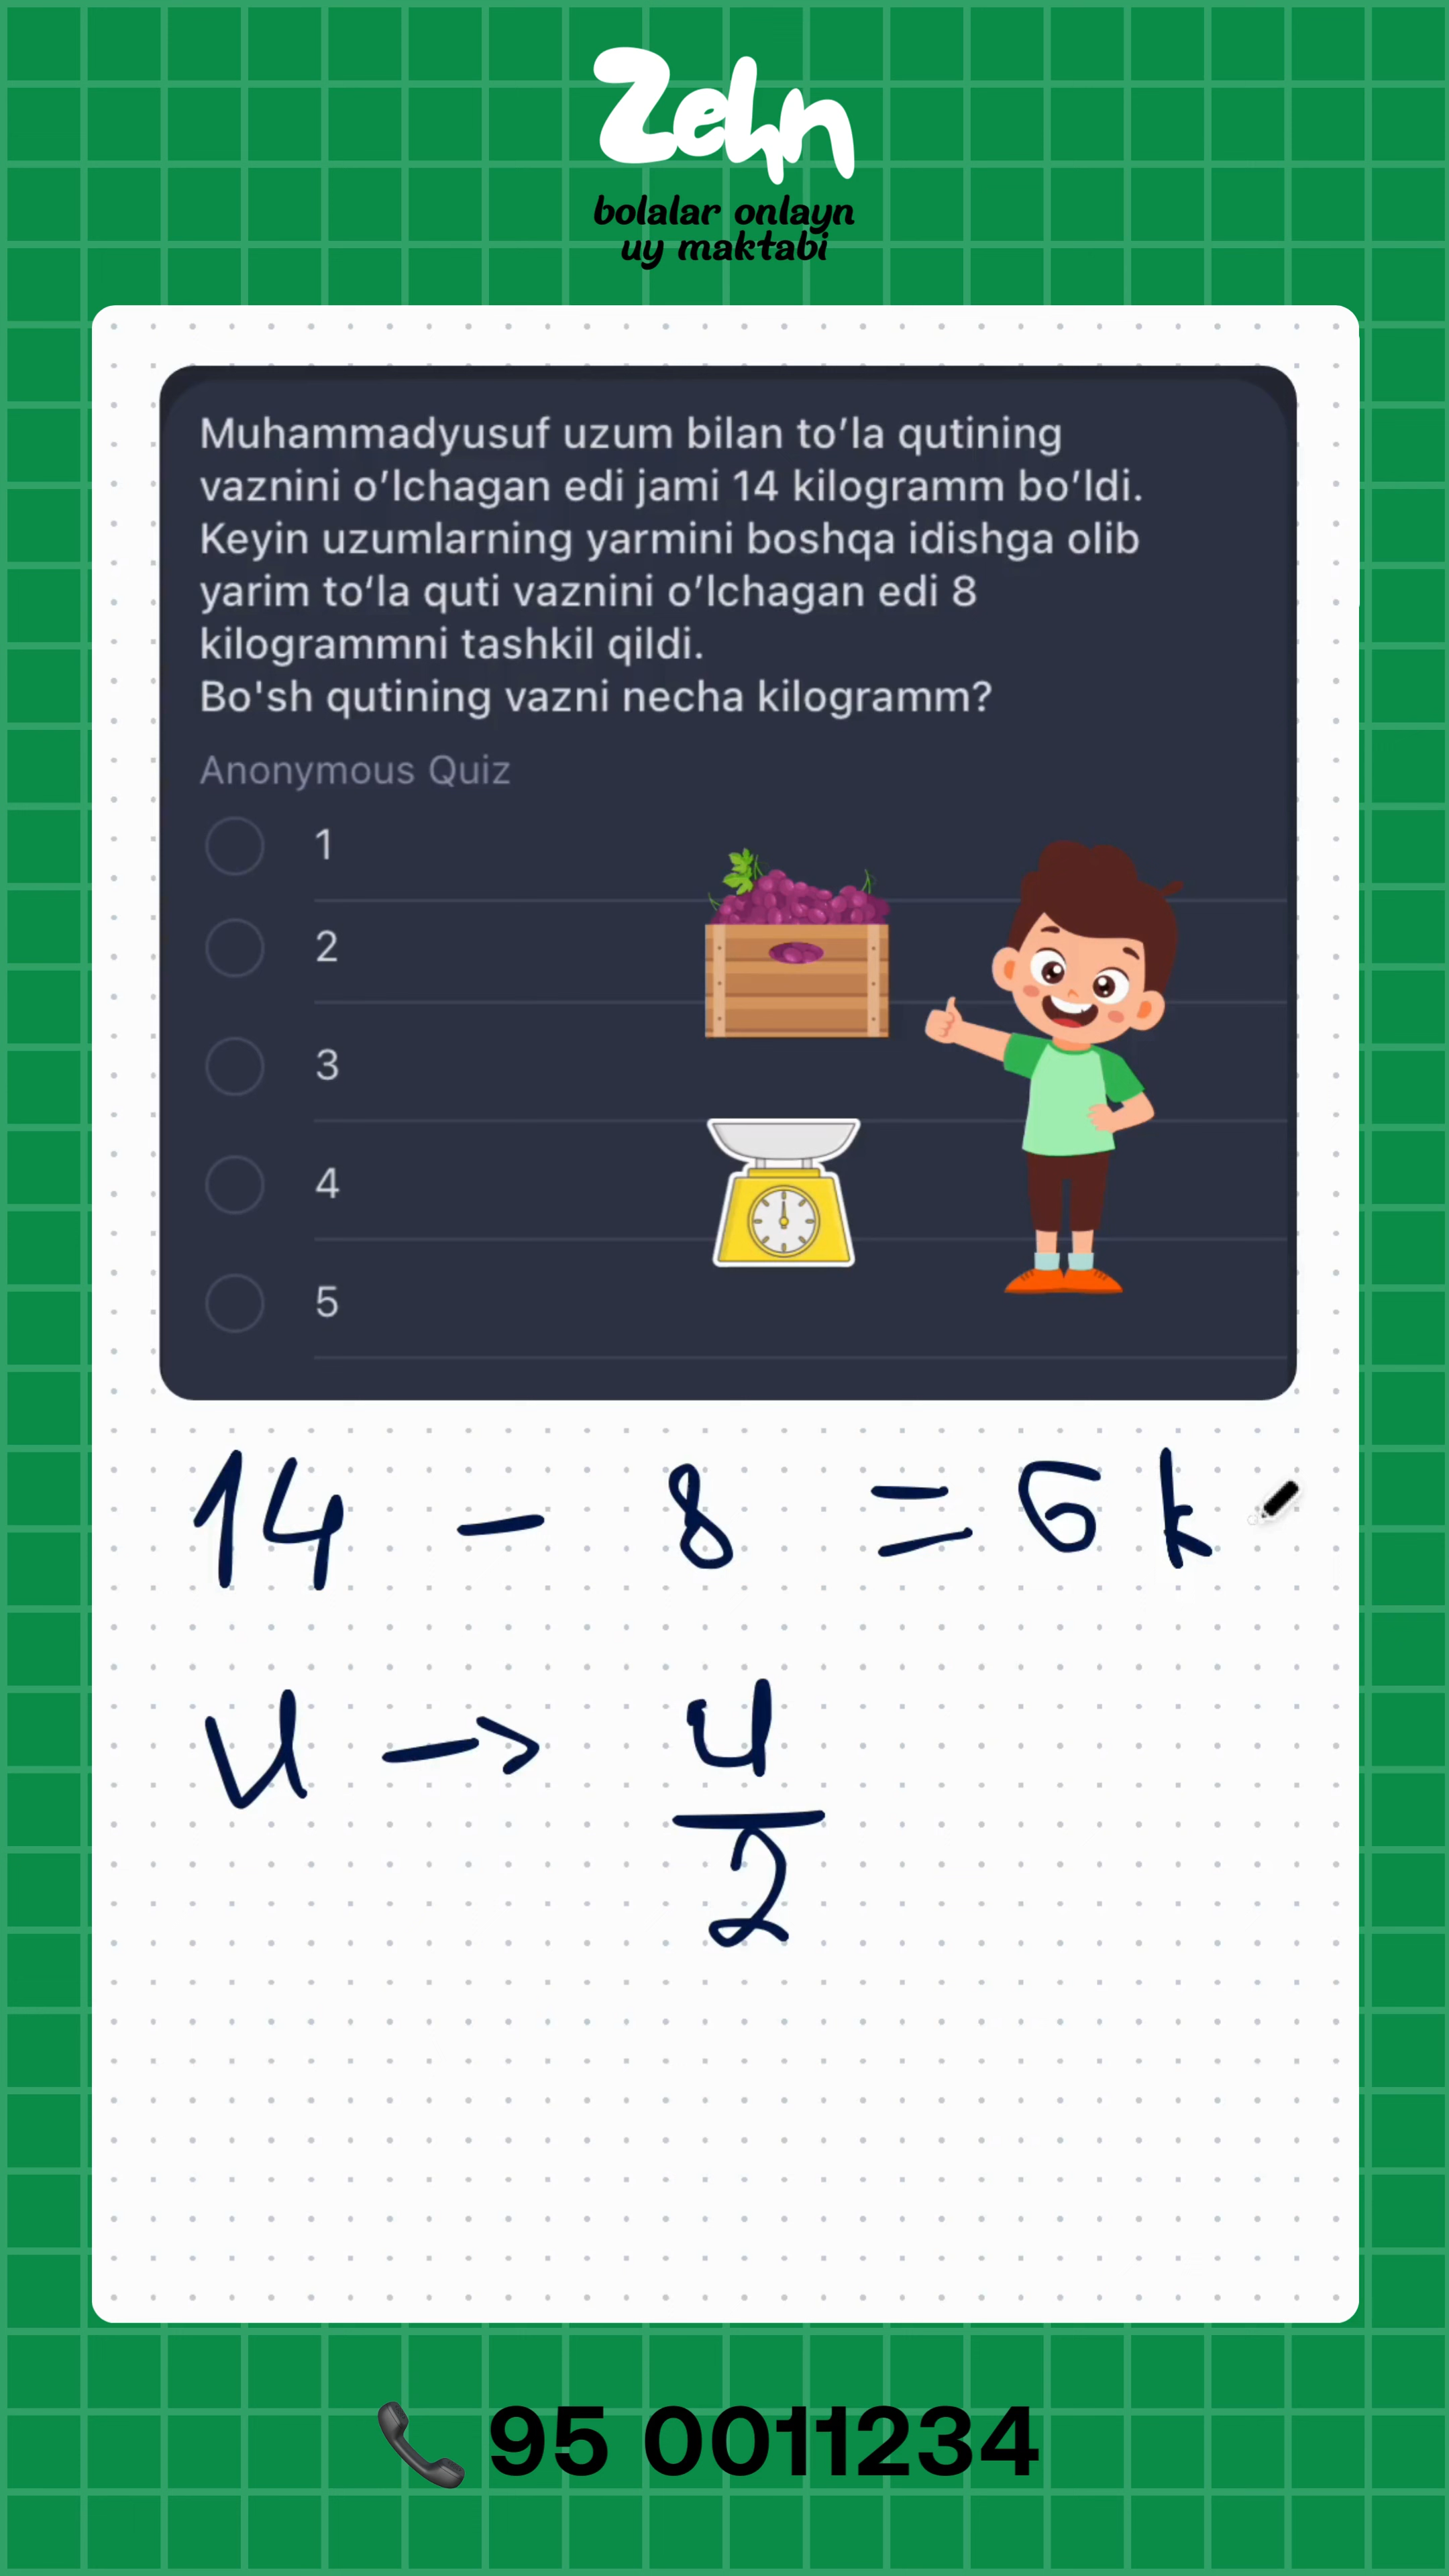 Zehn
bolalar onlayn
uy maktabi
Muhammadyusuf uzum bilan to’la qutining
vaznini o’lchagan edi jami 14 kilogramm bo’ldi.
Keyin uzumlarning yarmini boshqa idishga olib
yarim to‘la quti vaznini o’lchagan edi 8
kilogrammni tashkil qildi.
Bo'sh qutining vazni necha kilogramm?
Anonymous Quiz
1
2
3
4
5
14 - 8 = 6 k
u → u/2
95 0011234